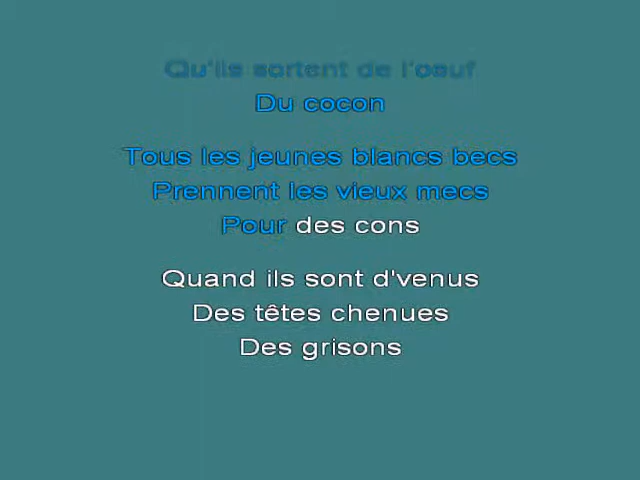 Qu'ils sortent de l'oeuf
Du cocon
Tous les jeunes blancs becs
Prennent les vieux mecs
Pour des cons
Quand ils sont d'venus
Des têtes chenues
Des grisons